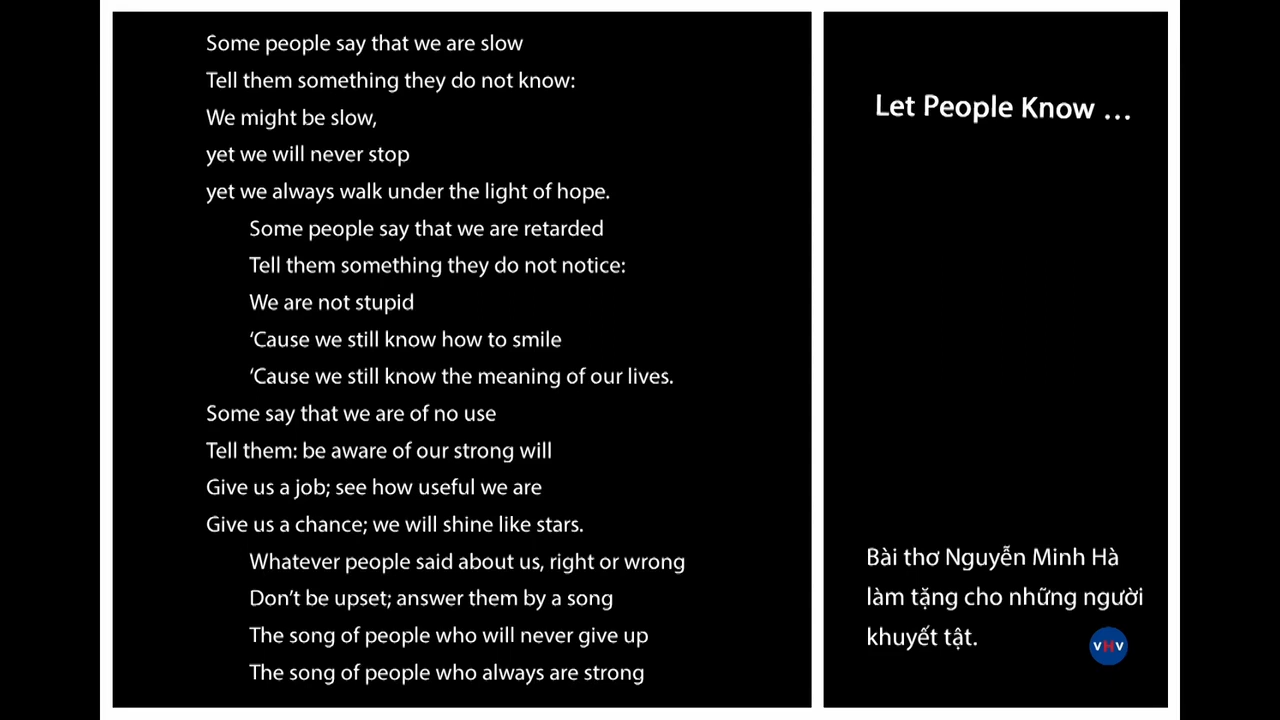 Some people say that we are slow
Tell them something they do not know:
We might be slow,
yet we will never stop
yet we always walk under the light of hope.
Some people say that we are retarded
Tell them something they do not notice:
We are not stupid
‘Cause we still know how to smile
‘Cause we still know the meaning of our lives.
Some say that we are of no use
Tell them: be aware of our strong will
Give us a job; see how useful we are
Give us a chance; we will shine like stars.
Whatever people said about us, right or wrong
Don’t be upset; answer them by a song
The song of people who will never give up
The song of people who always are strong
Let People Know …
Bài thơ Nguyễn Minh Hà
làm tặng cho những người
khuyết tật.
VHV